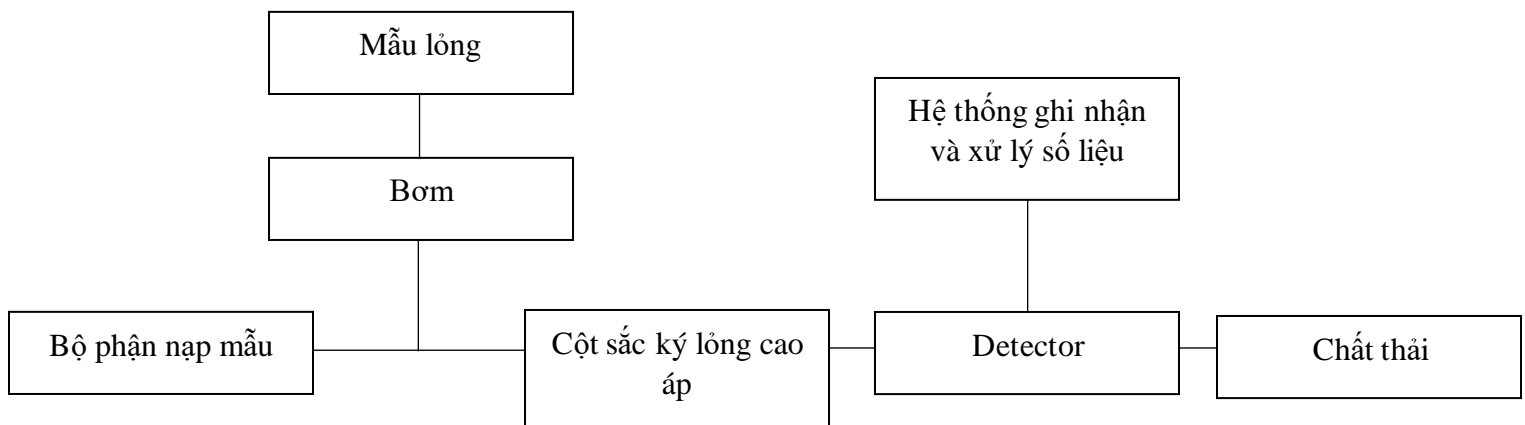 Mẫu lỏng
Hệ thống ghi nhận
và xử lý số liệu
Bơm
Bộ phận nạp mẫu
Cột sắc ký lỏng cao
áp
Detector
Chất thải